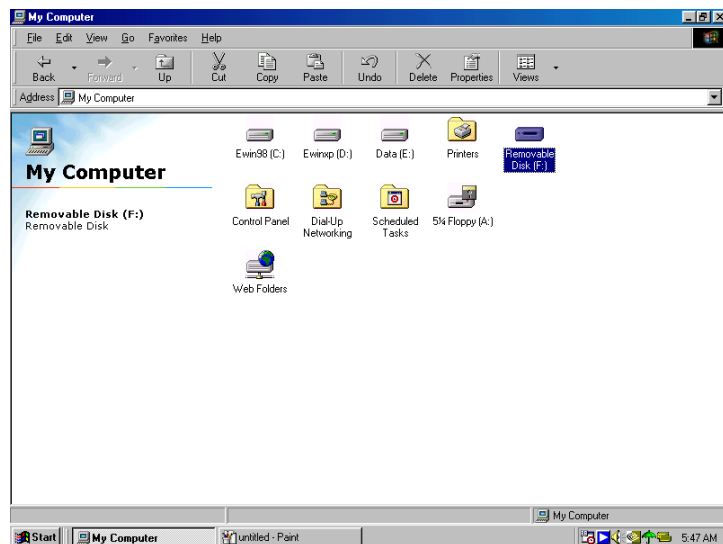 My Computer
File Edit View Go Favorites Help
Back Forward Up Cut Copy Paste Undo Delete Properties Views
Address My Computer
My Computer
Removable Disk (F:)
Removable Disk
Ewin98 (C:) Ewinxp (D:) Data (E:) Printers Removable
Disk (F:)
Control Panel Dial-Up Scheduled 5¼ Floppy (A:)
Networking Tasks
Web Folders
My Computer
Start My Computer untitled - Paint 5:47 AM